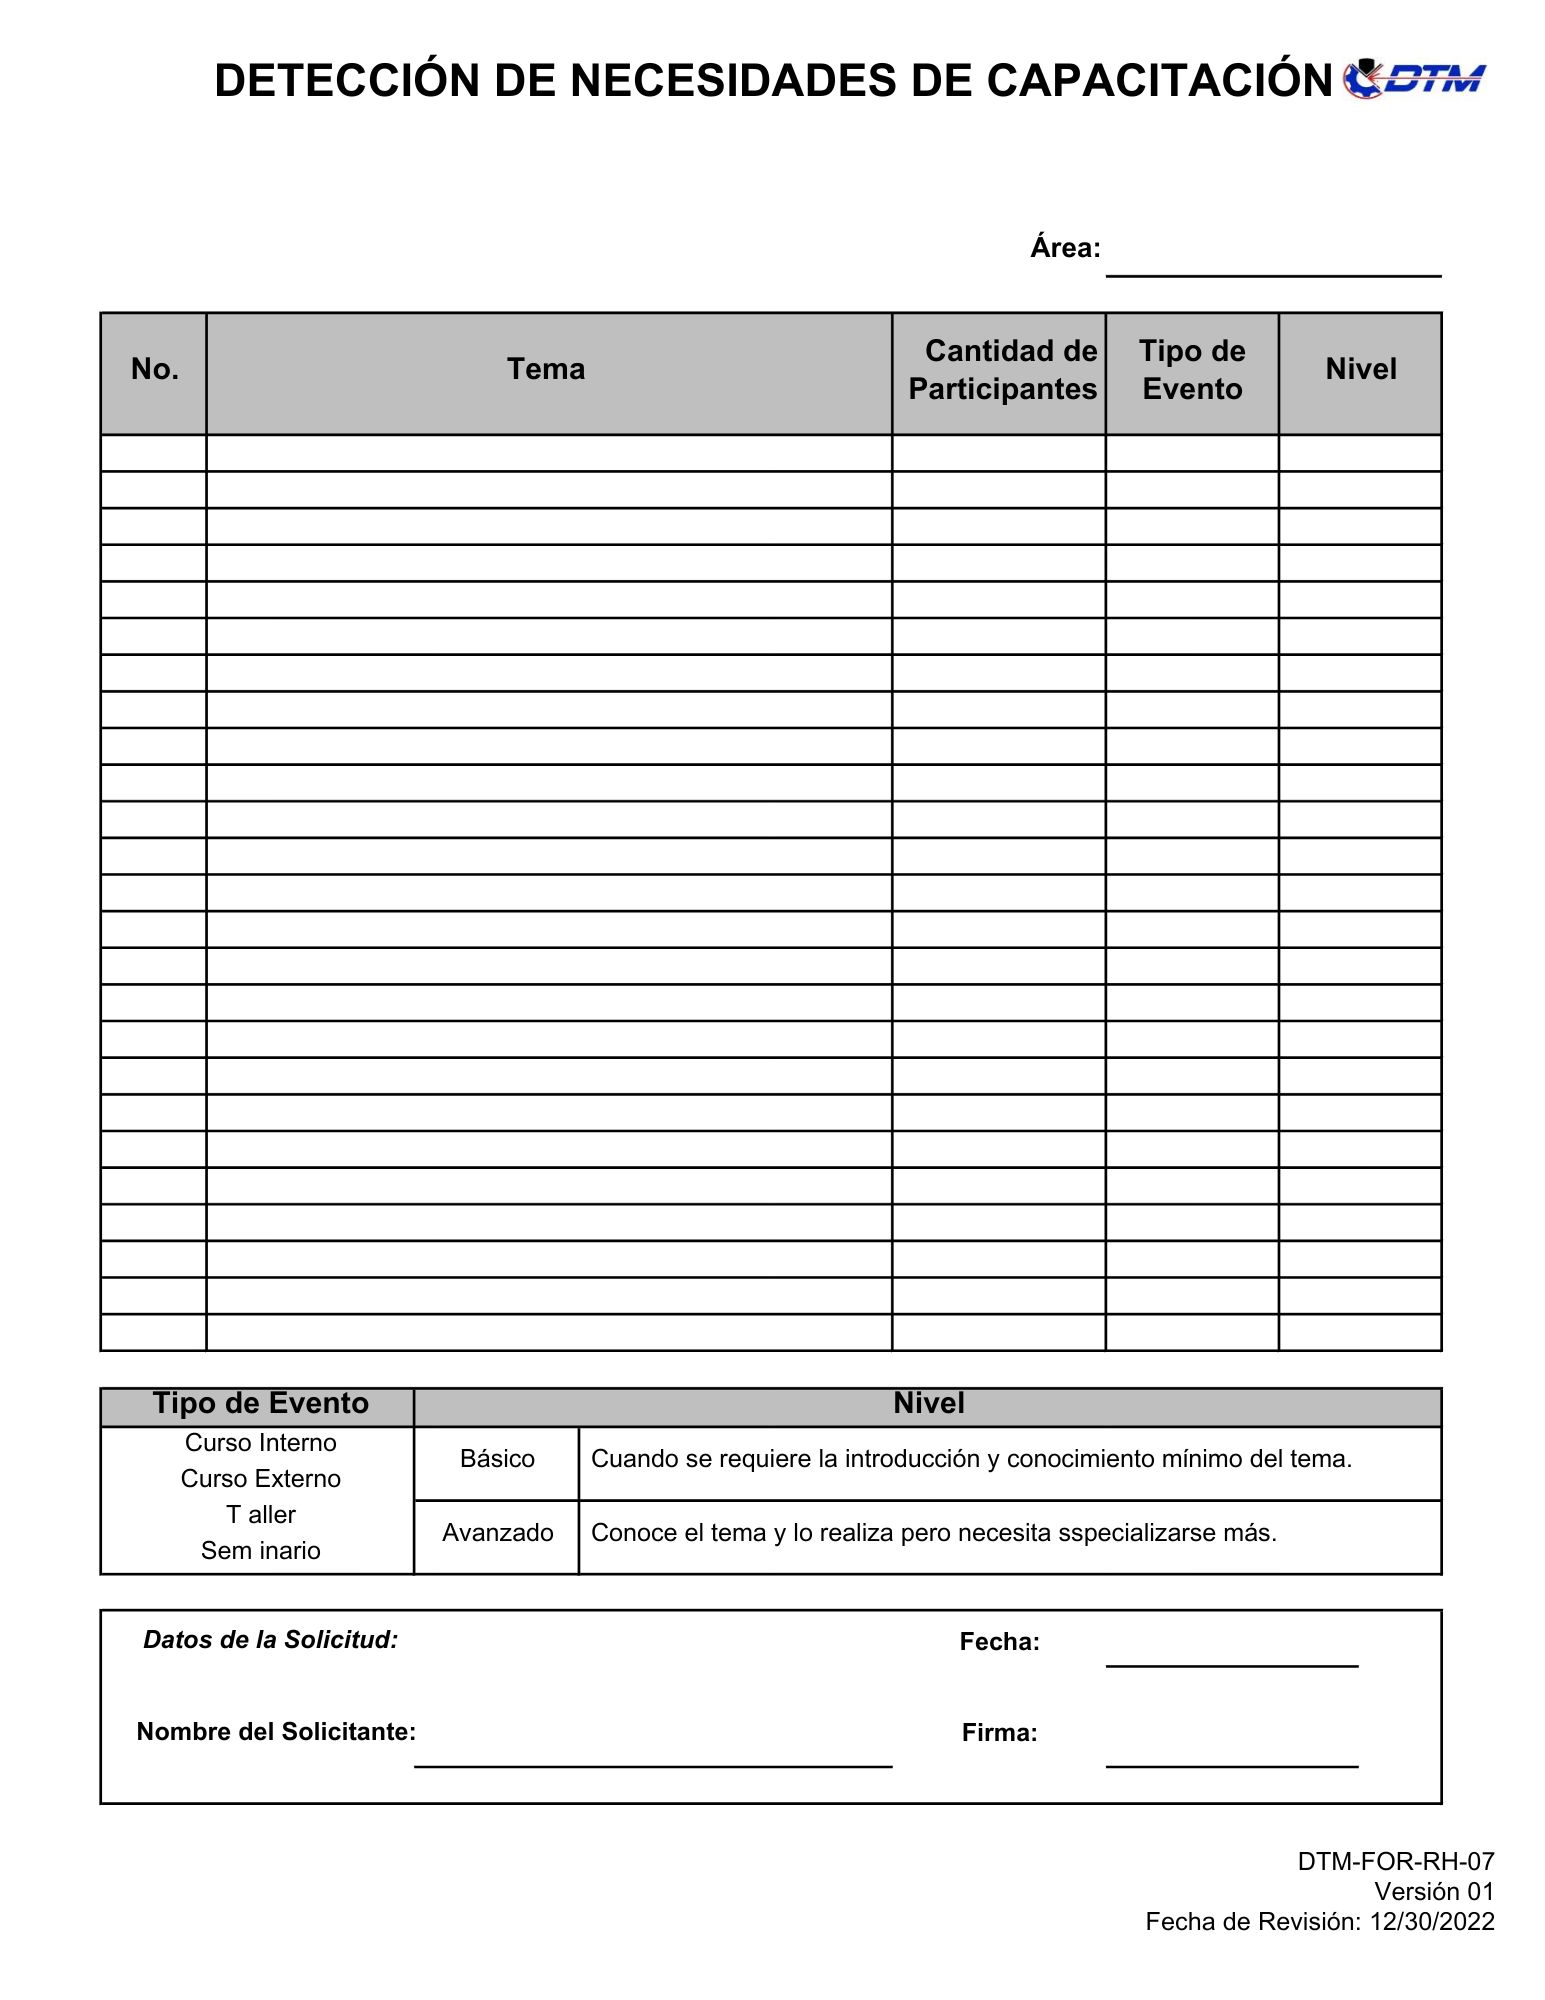 DETECCIÓN DE NECESIDADES DE CAPACITACIÓN DTM
Área:
No. Tema Cantidad de Participantes Tipo de Evento Nivel
Tipo de Evento Nivel
Curso Interno
Curso Externo
T aller
Sem inario
Básico Cuando se requiere la introducción y conocimiento mínimo del tema.
Avanzado Conoce el tema y lo realiza pero necesita sspecializarse más.
Datos de la Solicitud: Fecha:
Nombre del Solicitante: Firma:
DTM-FOR-RH-07
Versión 01
Fecha de Revisión: 12/30/2022